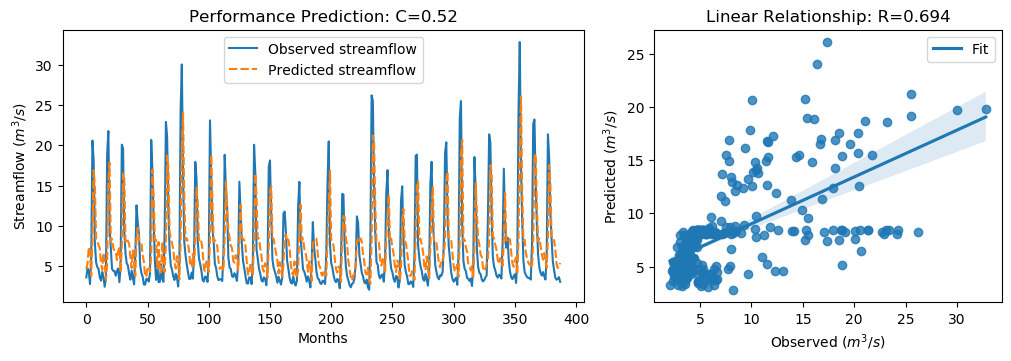 Performance Prediction: C=0.52
Observed streamflow
Predicted streamflow
Streamflow (m³/s)
30
25
20
15
10
5
0
50
100
150
200
250
300
350
400
Months
Linear Relationship: R=0.694
Fit
Predicted (m³/s)
25
20
15
10
5
5
10
15
20
25
30
Observed (m³/s)